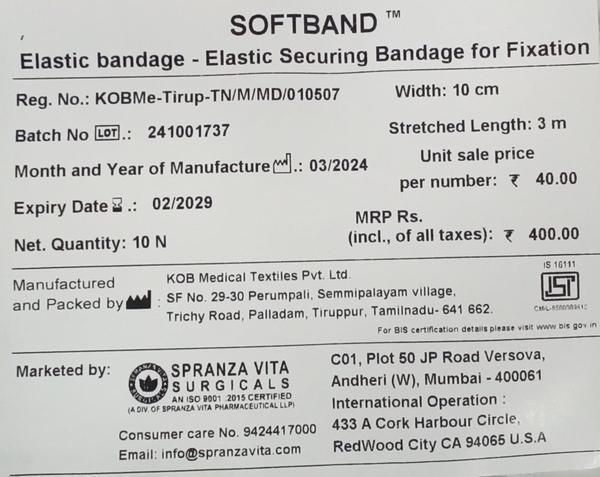 SOFTBAND ™
Elastic bandage - Elastic Securing Bandage for Fixation
Reg. No.: KOBMe-Tirup-TN/M/MD/010507
Width: 10 cm
Batch No LOT.: 241001737
Stretched Length: 3 m
Month and Year of Manufacture .: 03/2024
Unit sale price
per number: ₹ 40.00
Expiry Date .: 02/2029
MRP Rs.
(incl., of all taxes): ₹ 400.00
Net. Quantity: 10 N
Manufactured
and Packed by :
KOB Medical Textiles Pvt. Ltd.
SF No. 29-30 Perumpali, Semmipalayam village,
Trichy Road, Palladam, Tiruppur, Tamilnadu- 641 662.
IS 16111
ISI
For BIS certification details please visit www.bis.gov.in
Marketed by:
SPRANZA VITA
SURGICALS
AN ISO 9001 :2015 CERTIFIED
(A DIV. OF SPRANZA VITA PHARMACEUTICAL LLP)
Consumer care No. 9424417000
Email: info@spranzavita.com
C01, Plot 50 JP Road Versova,
Andheri (W), Mumbai - 400061
International Operation :
433 A Cork Harbour Circle,
RedWood City CA 94065 U.S.A